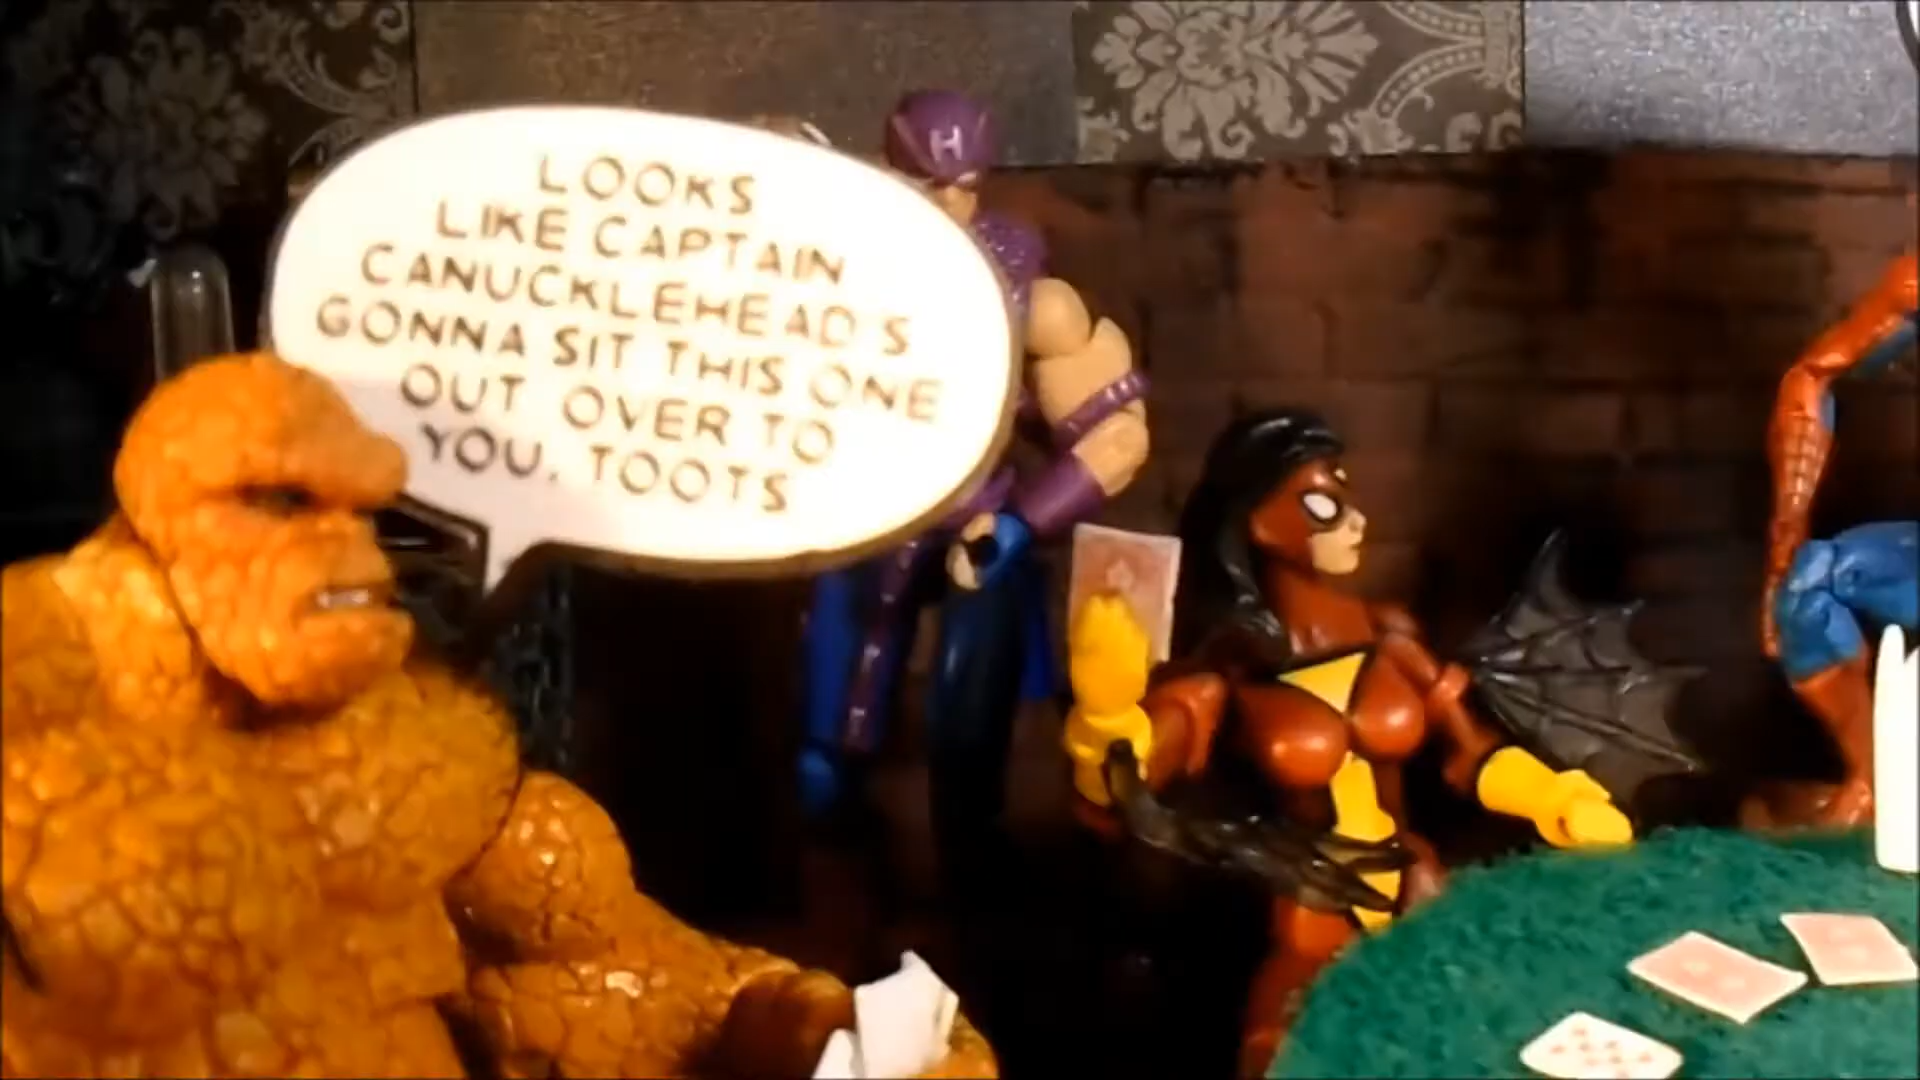 LOOKS
LIKE CAPTAIN
CANUCKLEHEAD'S
GONNA SIT THIS ONE
OUT. OVER TO
YOU, TOOTS
H